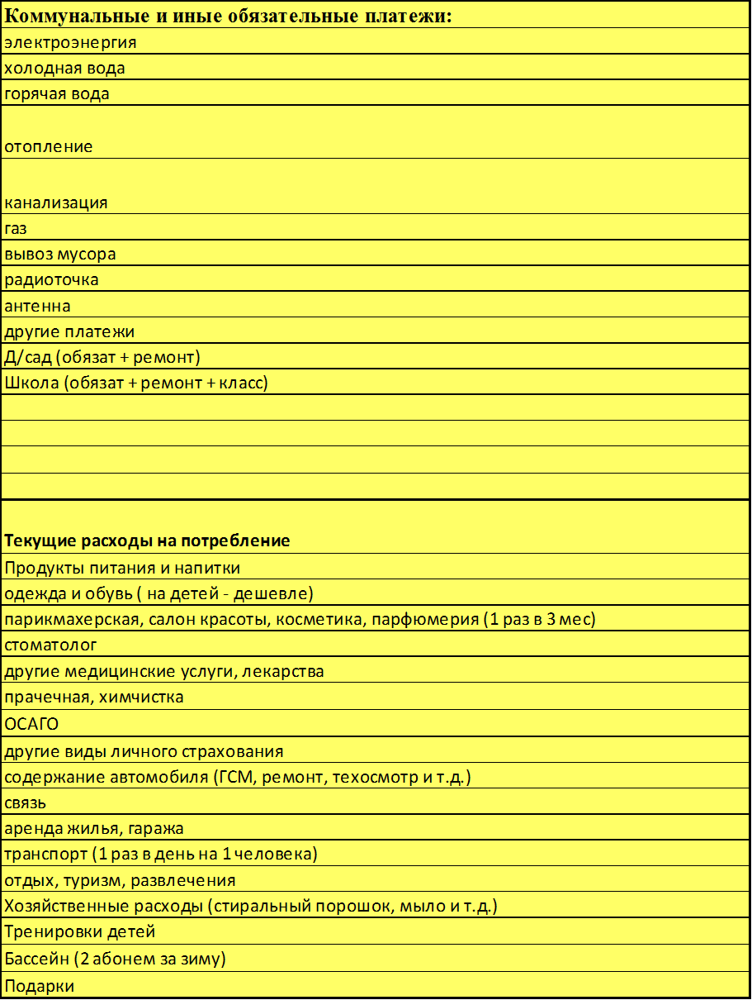 Коммунальные и иные обязательные платежи:
электроэнергия
холодная вода
горячая вода
отопление
канализация
газ
вывоз мусора
радиоточка
антенна
другие платежи
Д/сад (обязат + ремонт)
Школа (обязат + ремонт + класс)
Текущие расходы на потребление
Продукты питания и напитки
одежда и обувь ( на детей - дешевле)
парикмахерская, салон красоты, косметика, парфюмерия (1 раз в 3 мес)
стоматолог
другие медицинские услуги, лекарства
прачечная, химчистка
ОСАГО
другие виды личного страхования
содержание автомобиля (ГСМ, ремонт, техосмотр и т.д.)
связь
аренда жилья, гаража
транспорт (1 раз в день на 1 человека)
отдых, туризм, развлечения
Хозяйственные расходы (стиральный порошок, мыло и т.д.)
Тренировки детей
Бассейн (2 абонем за зиму)
Подарки